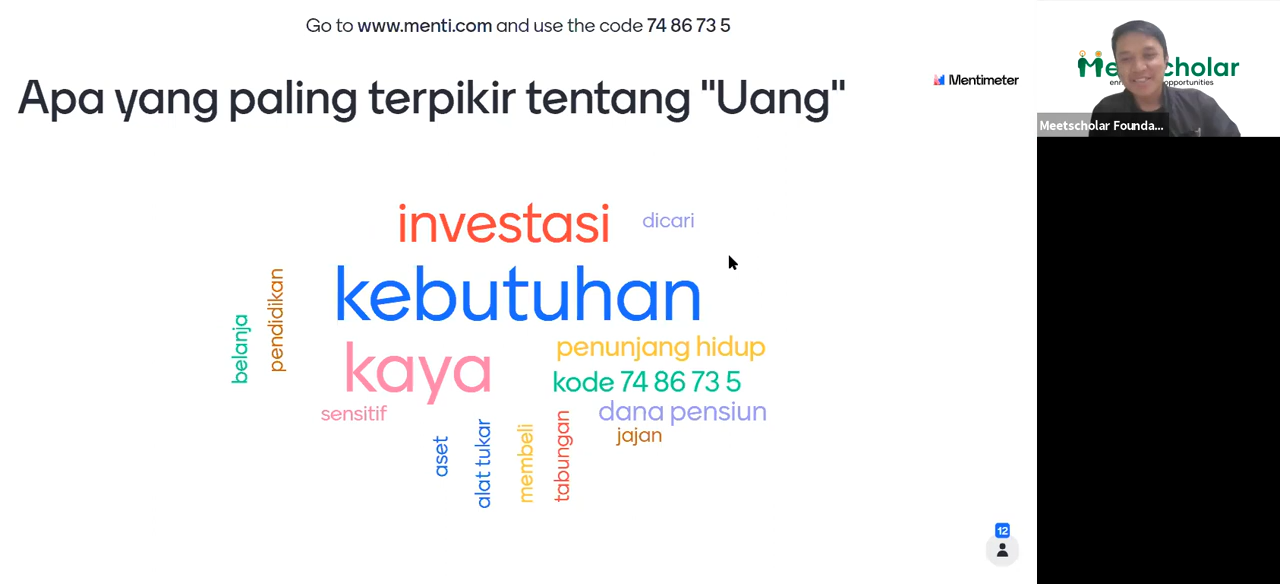 Go to www.menti.com and use the code 74 86 73 5
Apa yang paling terpikir tentang "Uang"
Mentimeter
investasi
dicari
kebutuhan
belanja
pendidikan
kaya
penunjang hidup
kode 74 86 73 5
sensitif
dana pensiun
jajan
aset
alat tukar
membeli
tabungan
12
Meetscholar Founda...